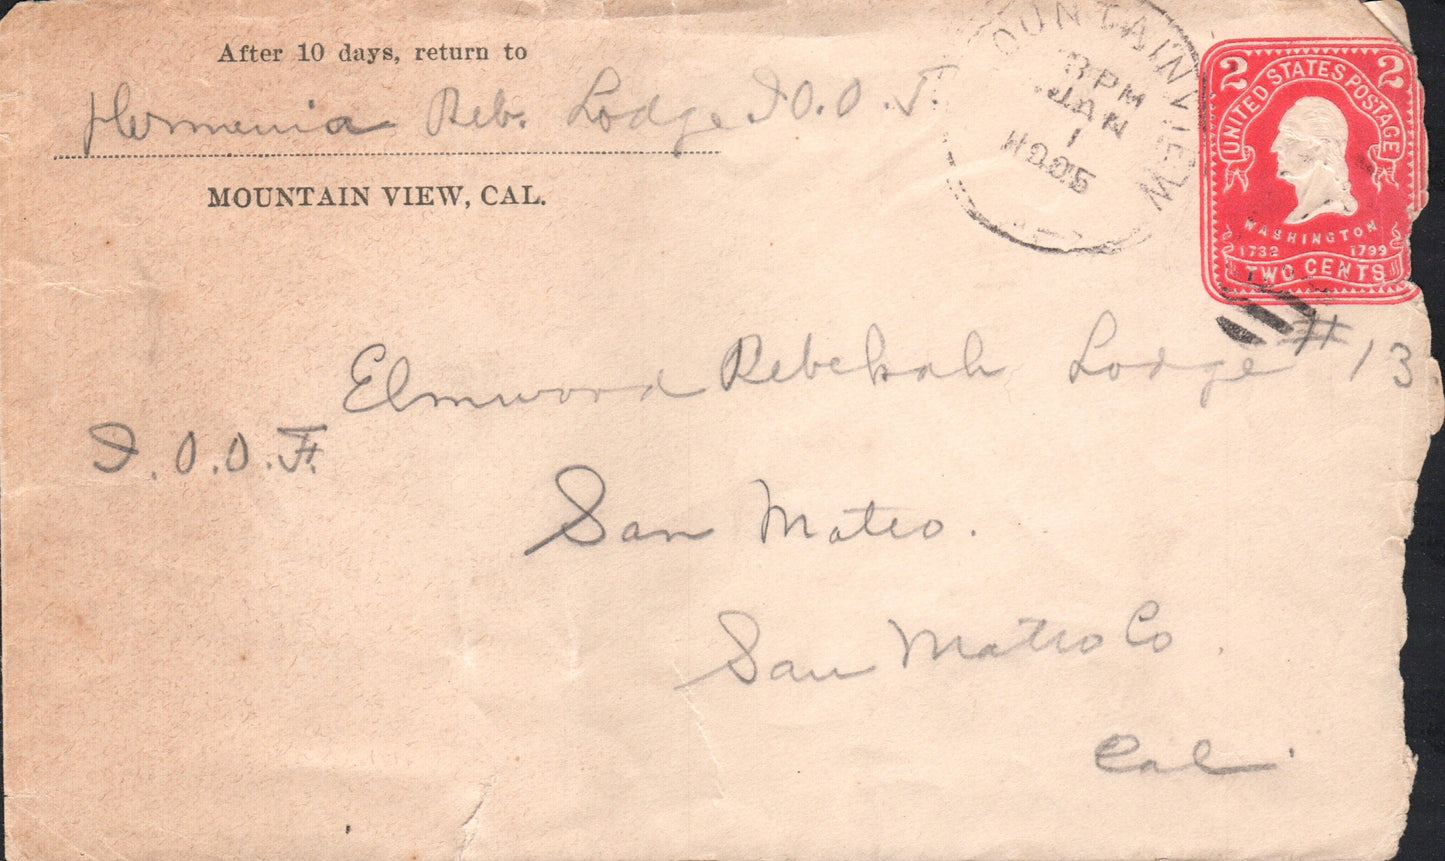 After 10 days, return to
Hermenia Reb. Lodge I.O.O.F.
MOUNTAIN VIEW, CAL.
MOUNTAIN VIEW
3 PM
JAN
1
2 2
UNITED STATES POSTAGE
WASHINGTON
1732 1799
TWO CENTS
Elmwood Rebekah Lodge # 13
I.O.O.F.
San Mateo.
San Mateo Co.
Cal.